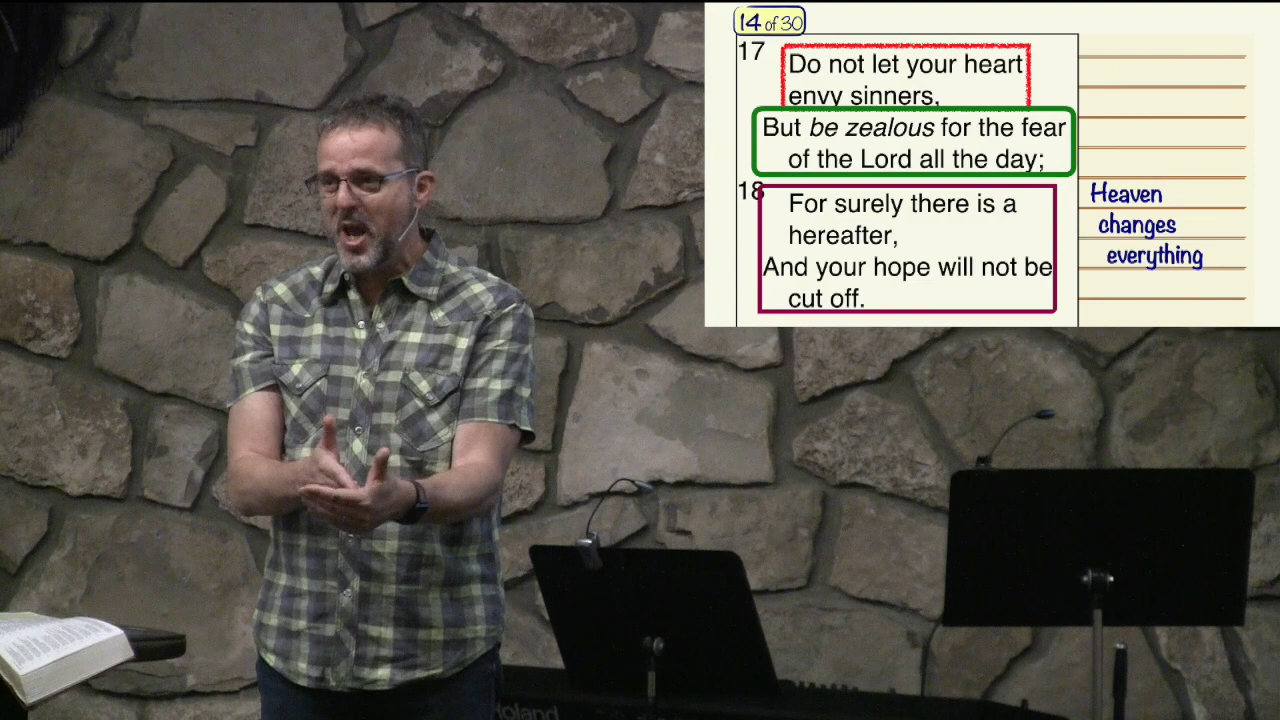 14 of 30
17
Do not let your heart
envy sinners,
But be zealous for the fear
of the Lord all the day;
18
For surely there is a
hereafter,
And your hope will not be
cut off.
Heaven
changes
everything
Roland